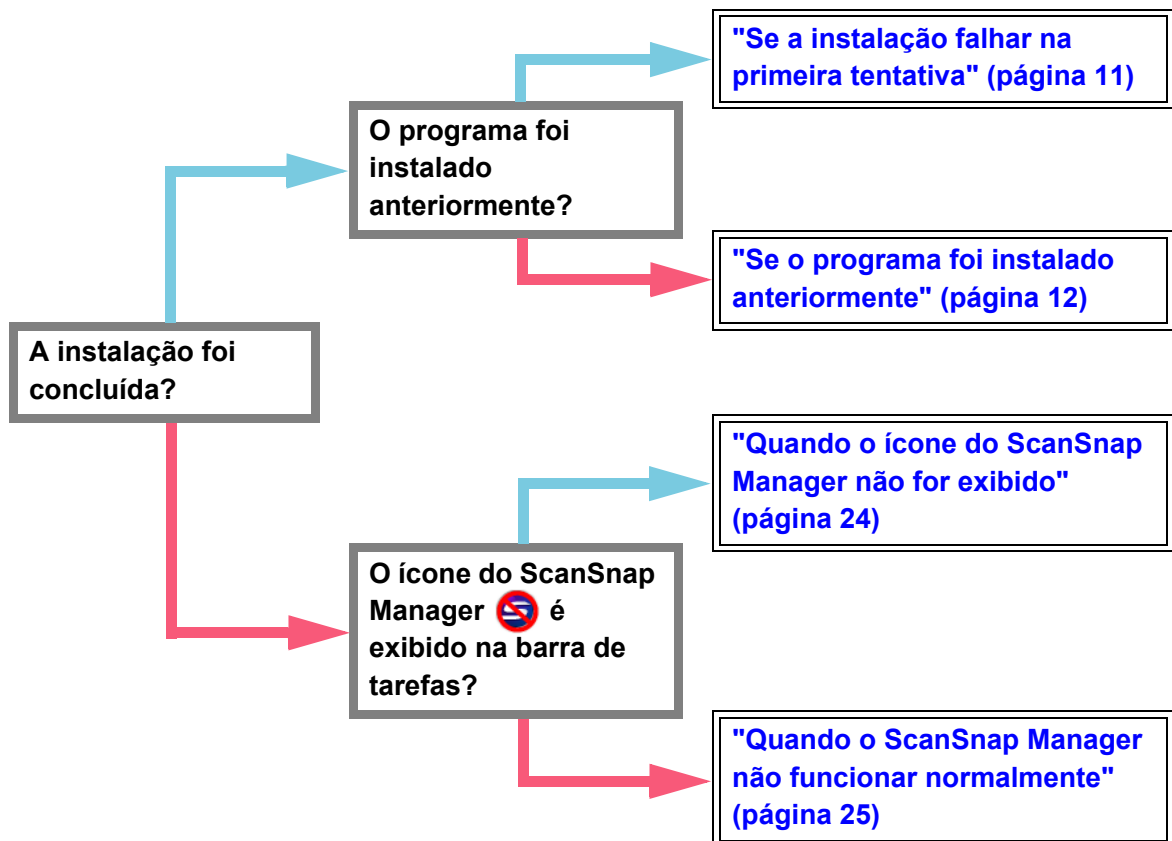 "Se a instalação falhar na
primeira tentativa" (página 11)
O programa foi
instalado
anteriormente?
"Se o programa foi instalado
anteriormente" (página 12)
A instalação foi
concluída?
"Quando o ícone do ScanSnap
Manager não for exibido"
(página 24)
O ícone do ScanSnap
Manager é
exibido na barra de
tarefas?
"Quando o ScanSnap Manager
não funcionar normalmente"
(página 25)